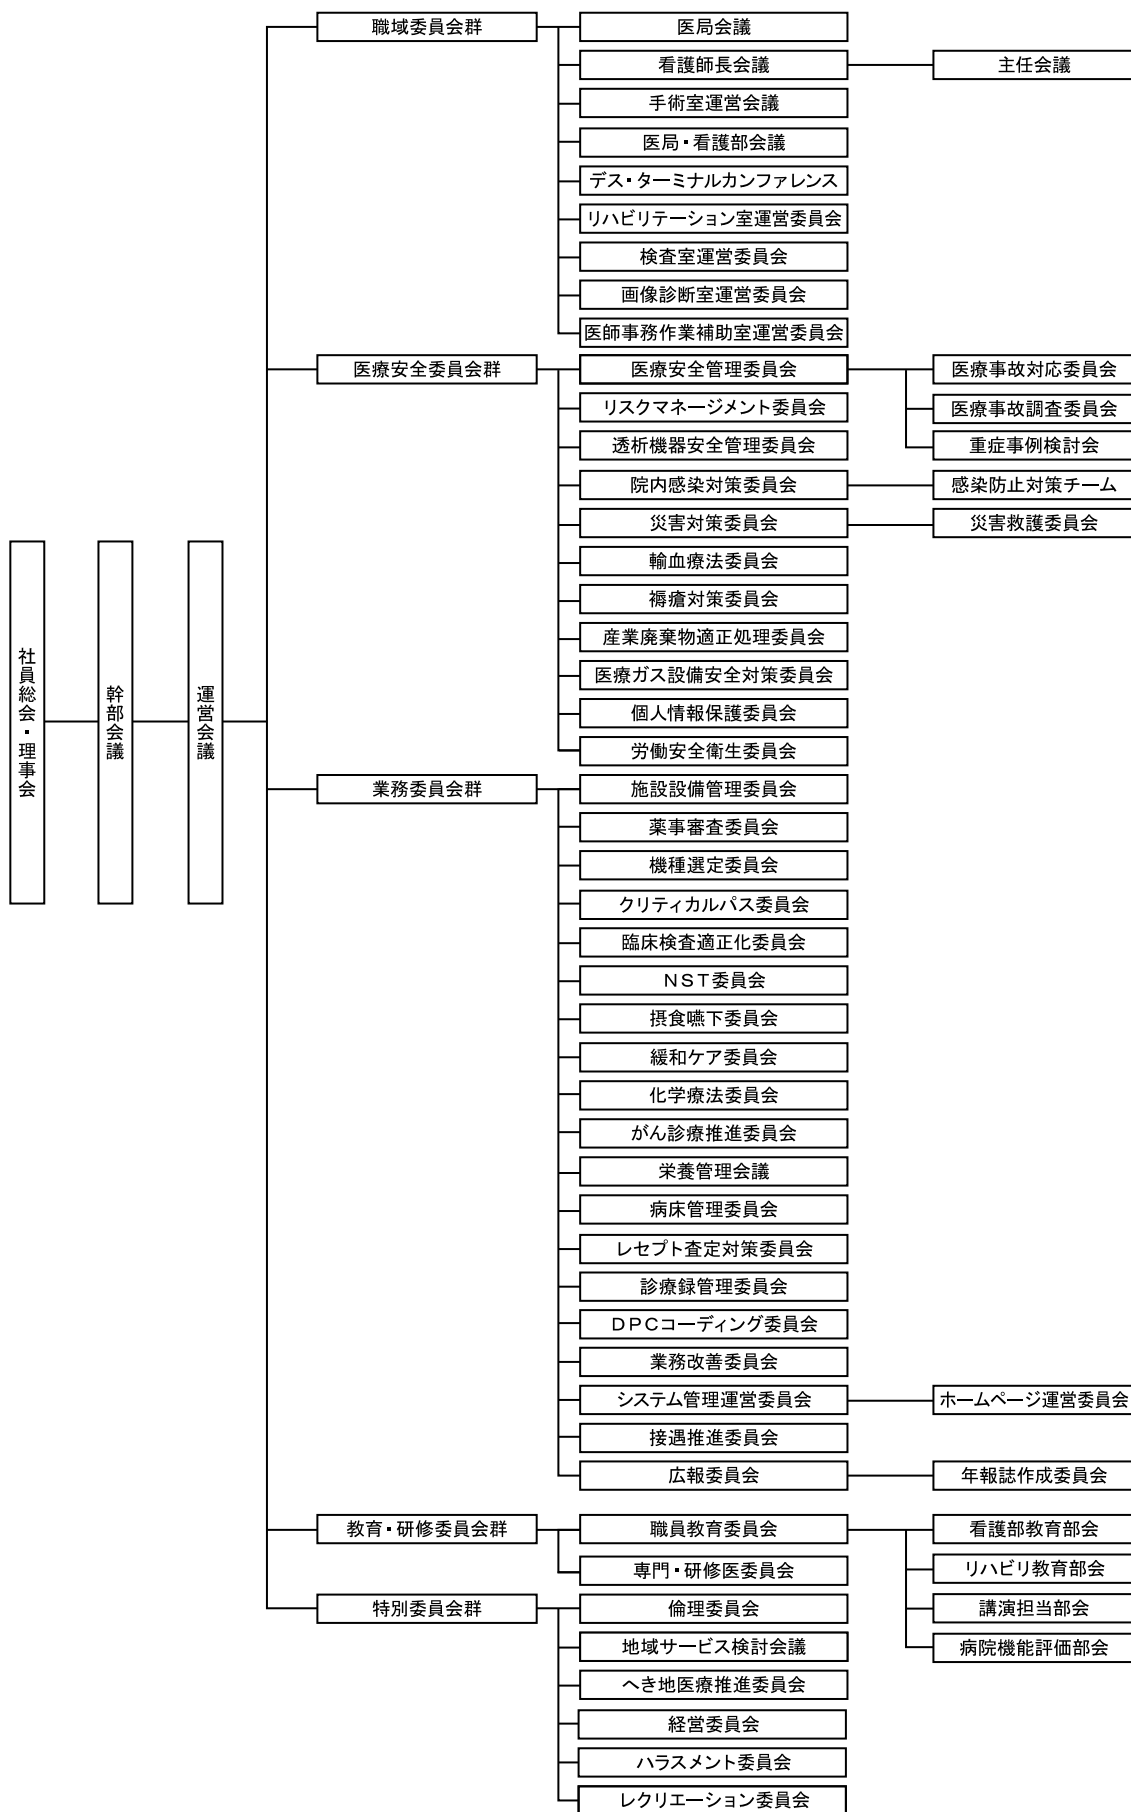 社員総会・理事会
幹部会議
運営会議
職域委員会群
医局会議
看護師長会議
主任会議
手術室運営会議
医局・看護部会議
デス・ターミナルカンファレンス
リハビリテーション室運営委員会
検査室運営委員会
画像診断室運営委員会
医師事務作業補助室運営委員会
医療安全委員会群
医療安全管理委員会
医療事故対応委員会
医療事故調査委員会
重症事例検討会
リスクマネージメント委員会
透析機器安全管理委員会
院内感染対策委員会
感染防止対策チーム
災害対策委員会
災害救護委員会
輸血療法委員会
褥瘡対策委員会
産業廃棄物適正処理委員会
医療ガス設備安全対策委員会
個人情報保護委員会
労働安全衛生委員会
業務委員会群
施設設備管理委員会
薬事審査委員会
機種選定委員会
クリティカルパス委員会
臨床検査適正化委員会
ＮＳＴ委員会
摂食嚥下委員会
緩和ケア委員会
化学療法委員会
がん診療推進委員会
栄養管理会議
病床管理委員会
レセプト査定対策委員会
診療録管理委員会
ＤＰＣコーディング委員会
業務改善委員会
システム管理運営委員会
ホームページ運営委員会
接遇推進委員会
広報委員会
年報誌作成委員会
教育・研修委員会群
職員教育委員会
看護部教育部会
リハビリ教育部会
講演担当部会
病院機能評価部会
専門・研修医委員会
特別委員会群
倫理委員会
地域サービス検討会議
へき地医療推進委員会
経営委員会
ハラスメント委員会
レクリエーション委員会